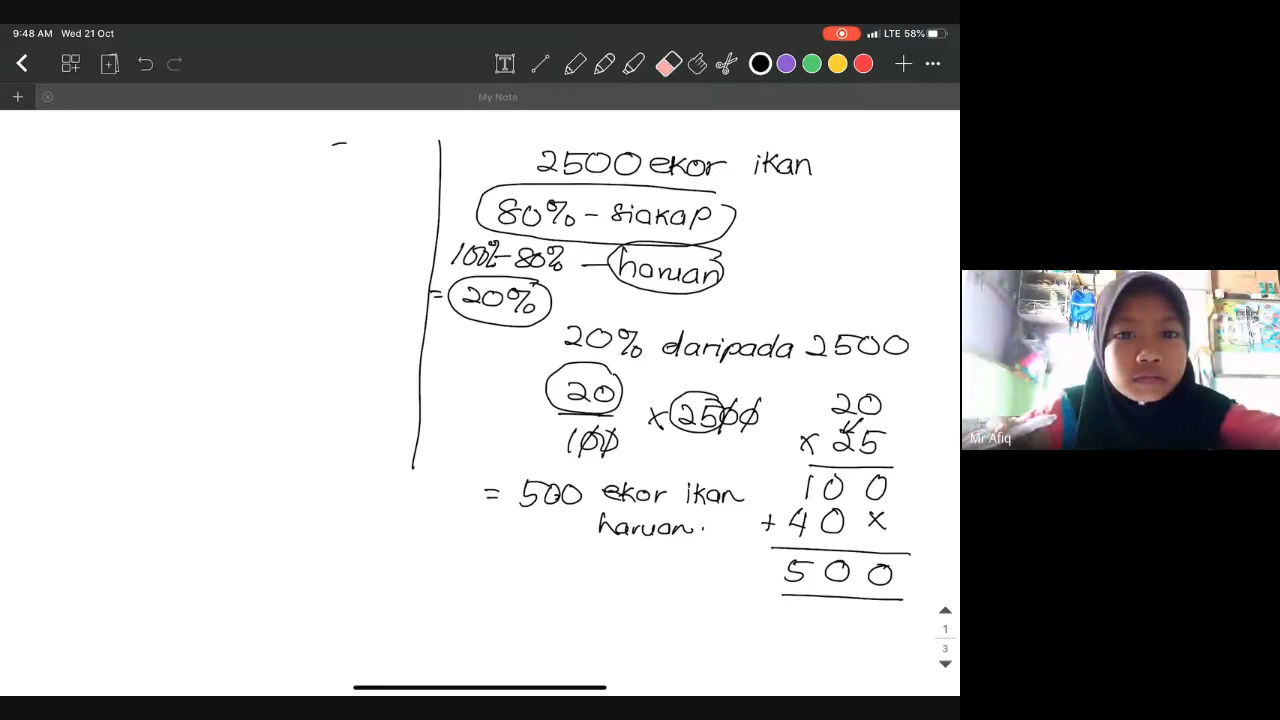 9:48 AM Wed 21 Oct
LTE 58%
My Note
2500 ekor ikan
80% - siakap
100% - 80% - haruan
= 20%
20% daripada 2500
20
100
x 2500
= 500 ekor ikan
haruan.
20
x 25
100
+ 40x
500
1
3
Mr Afiq